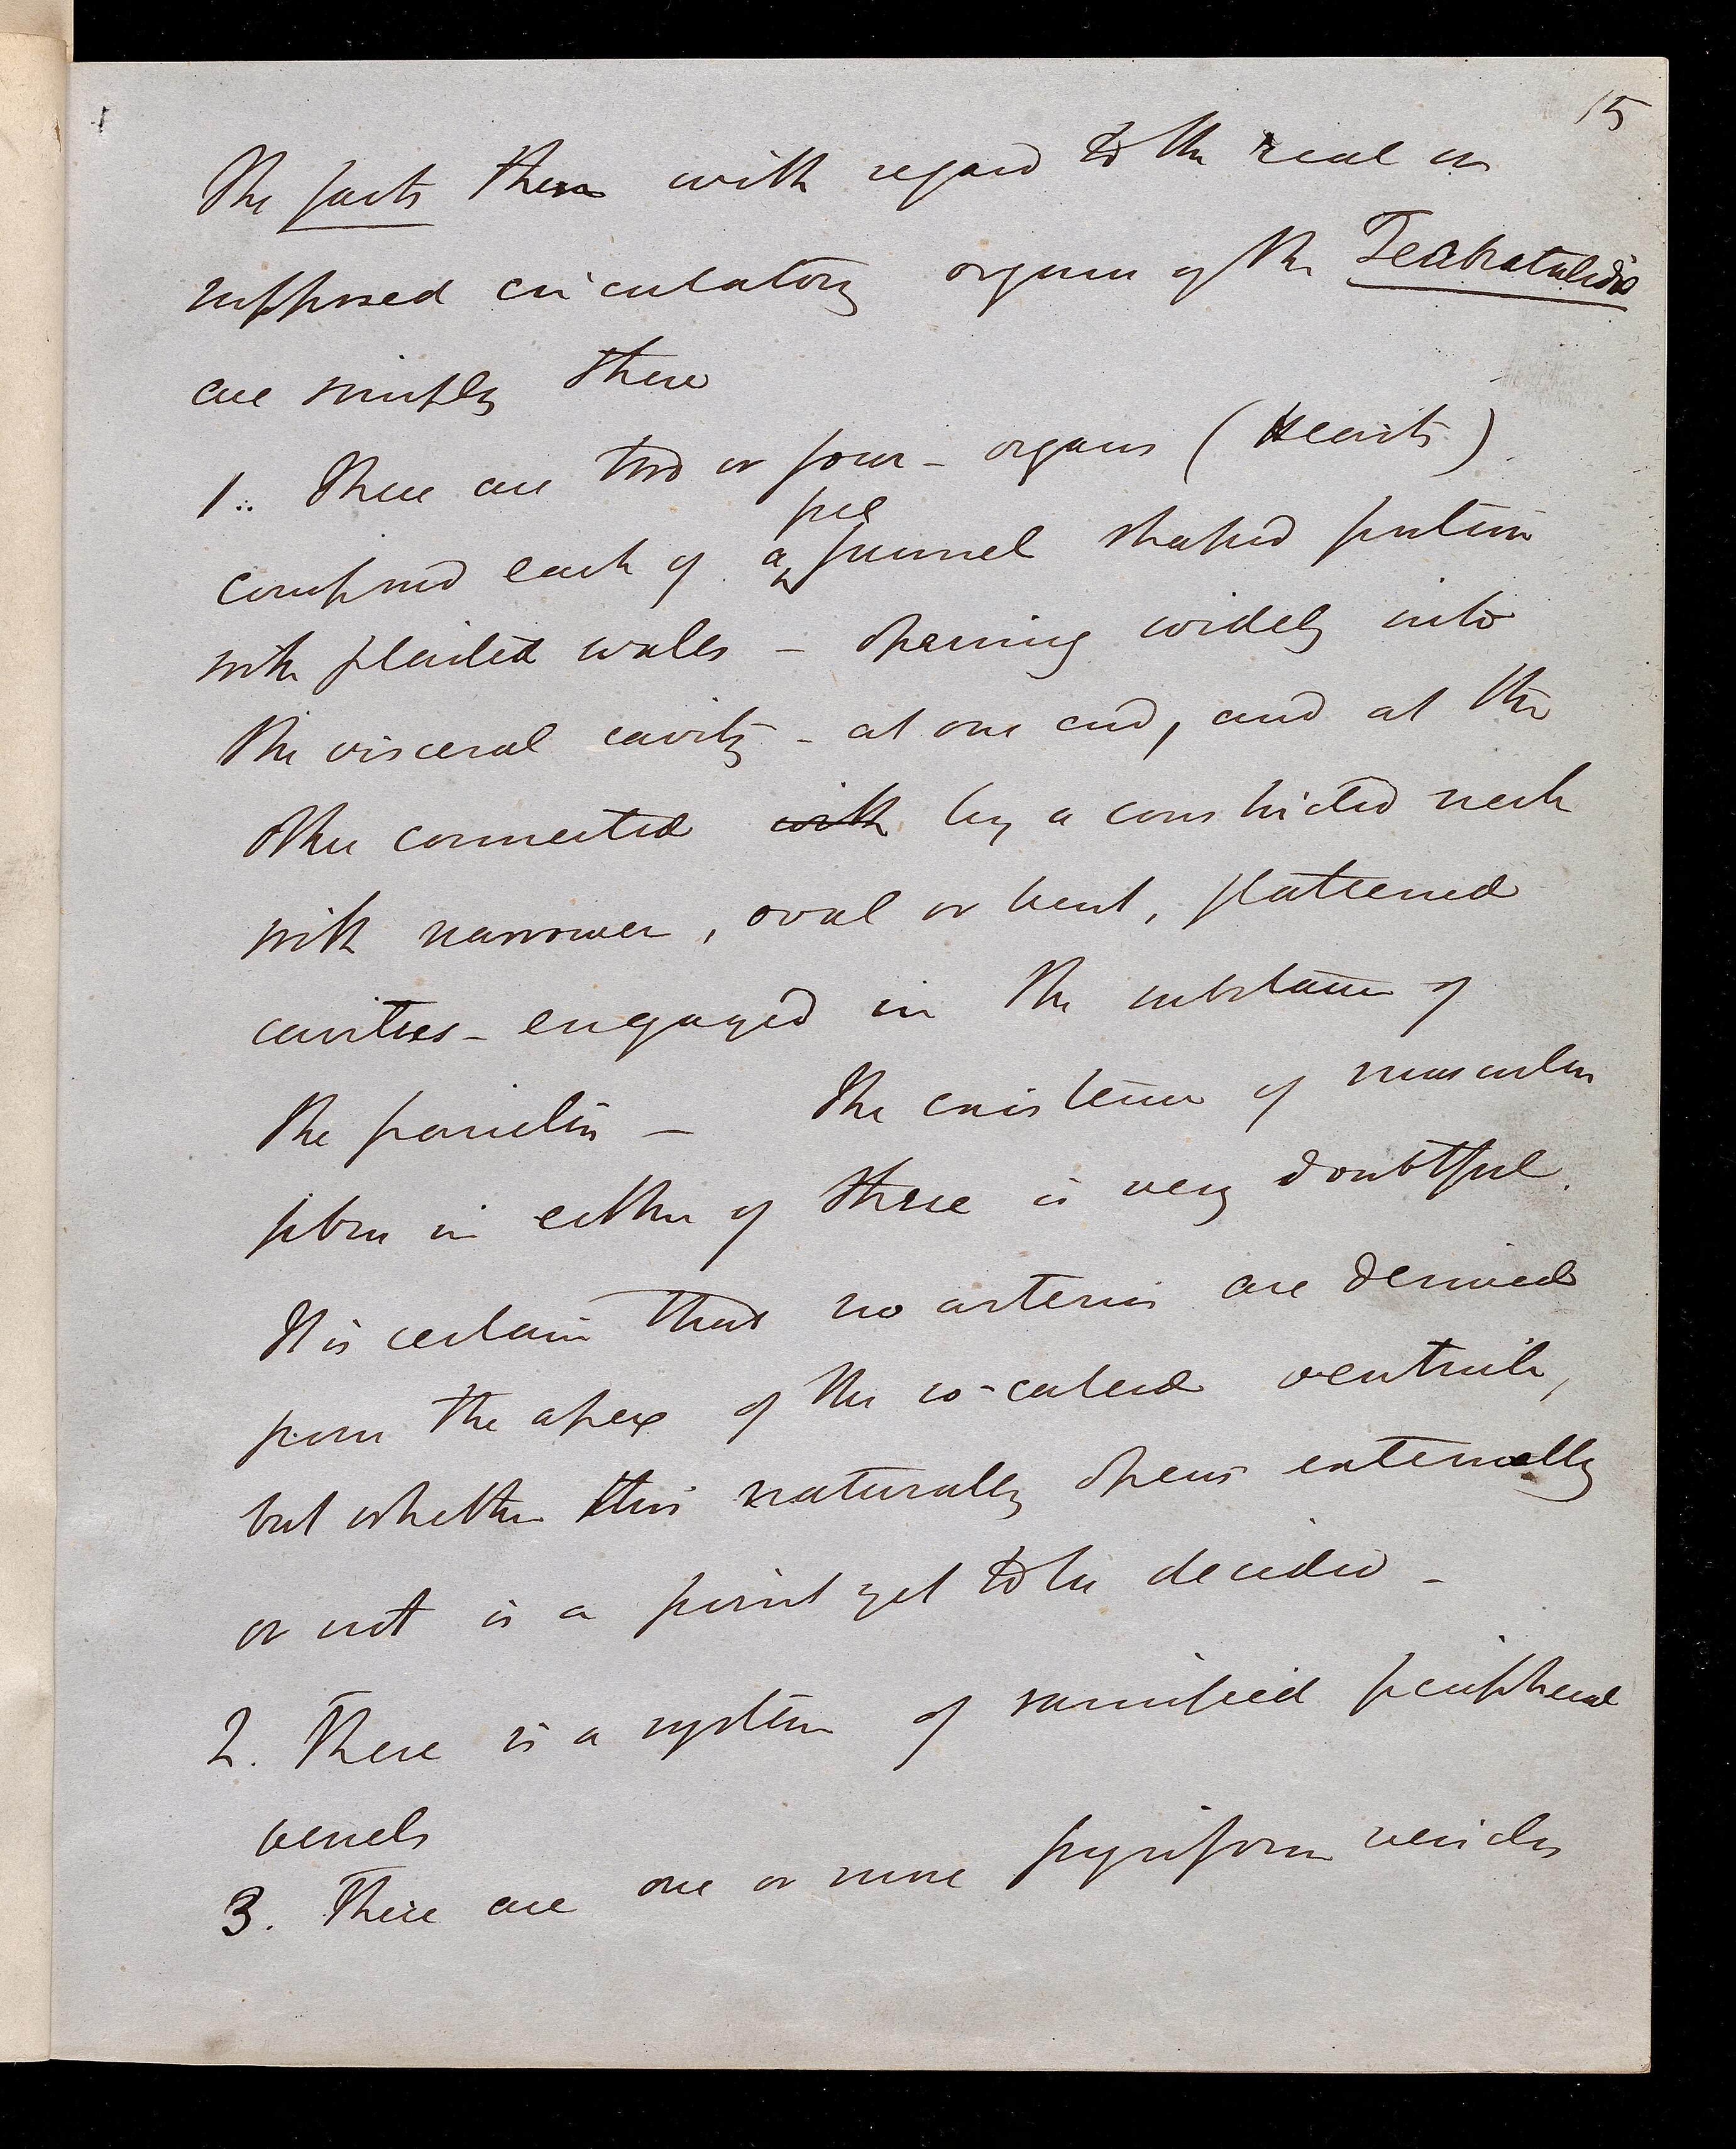 15
The facts then with regard to the real or
supposed circulatory organs of the Terebratulidæ
are simply these
1.. There are two or four – organs (Hearts)
free
composed each of a funnel shaped portion
with plaited walls – opening widely into
the visceral cavity – at one end, and at the
other connected with by a constricted neck
with narrower, oval or bent, flattened
cavities – engaged in the substance of
the parietes – The existence of muscular
fibre in either of these is very doubtful.
It is certain that no arteries are derived
from the apex of the so-called ventricle,
but whether this naturally opens externally
or not is a point yet to be decided –
2. There is a system of ramified peripheral
vessels
3. There are one or more pyriform vesicles